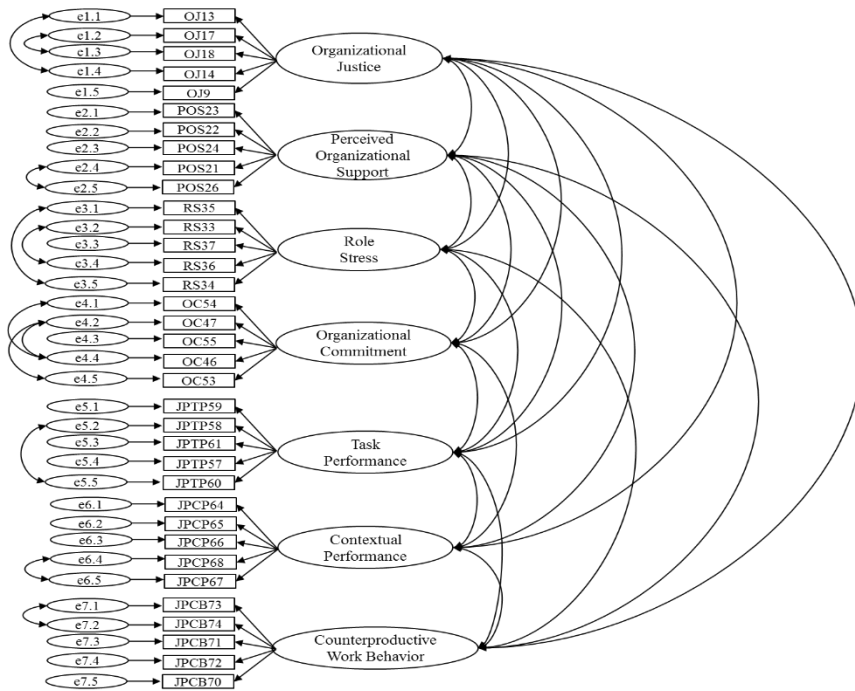 e1.1 OJ13
e1.2 OJ17
e1.3 OJ18
e1.4 OJ14
e1.5 OJ9
Organizational
Justice
e2.1 POS23
e2.2 POS22
e2.3 POS24
e2.4 POS21
e2.5 POS26
Perceived
Organizational
Support
e3.1 RS35
e3.2 RS33
e3.3 RS37
e3.4 RS36
e3.5 RS34
Role
Stress
e4.1 OC54
e4.2 OC47
e4.3 OC55
e4.4 OC46
e4.5 OC53
Organizational
Commitment
e5.1 JPTP59
e5.2 JPTP58
e5.3 JPTP61
e5.4 JPTP57
e5.5 JPTP60
Task
Performance
e6.1 JPCP64
e6.2 JPCP65
e6.3 JPCP66
e6.4 JPCP68
e6.5 JPCP67
Contextual
Performance
e7.1 JPCB73
e7.2 JPCB74
e7.3 JPCB71
e7.4 JPCB72
e7.5 JPCB70
Counterproductive
Work Behavior